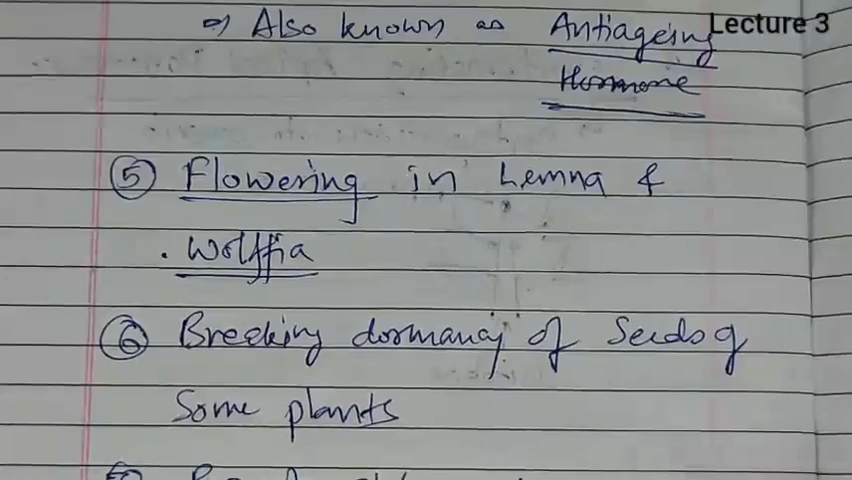 ⇒ Also known as Antiageing Lecture 3
Hormone
⑤ Flowering in Lemna &
. Wolffia
⑥ Breeking dormancy of Seeds of
Some plants